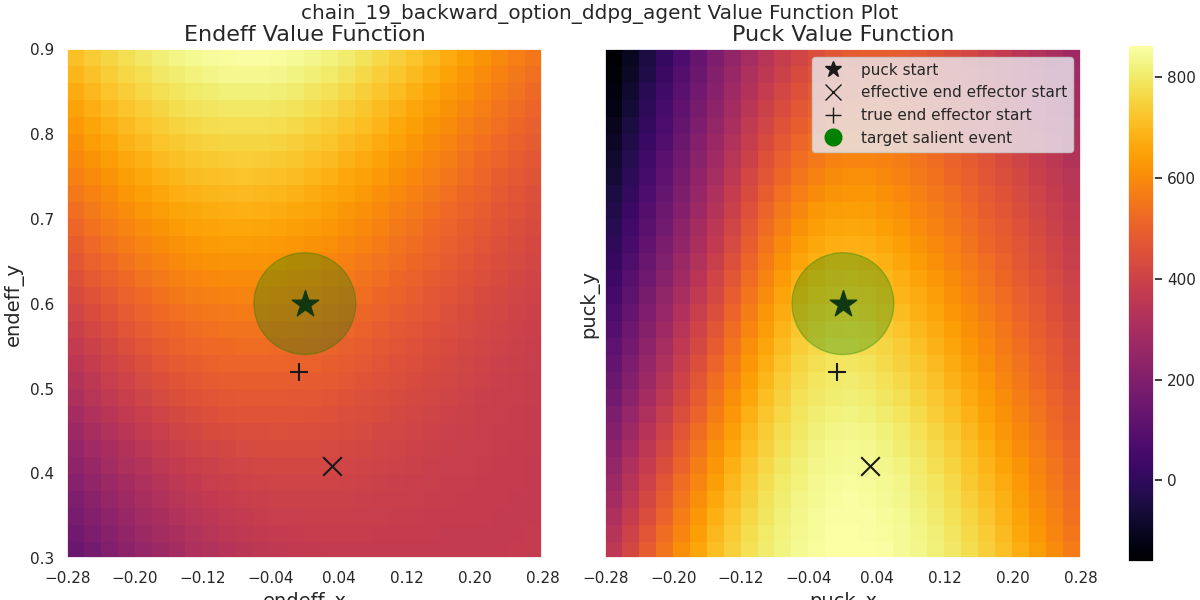 chain_19_backward_option_ddpg_agent Value Function Plot
Endeff Value Function
Puck Value Function
puck start
effective end effector start
true end effector start
target salient event
0.9
0.8
0.7
0.6
0.5
0.4
0.3
endeff_y
−0.28 −0.20 −0.12 −0.04 0.04 0.12 0.20 0.28
endeff_x
puck_y
−0.28 −0.20 −0.12 −0.04 0.04 0.12 0.20 0.28
puck_x
800
600
400
200
0